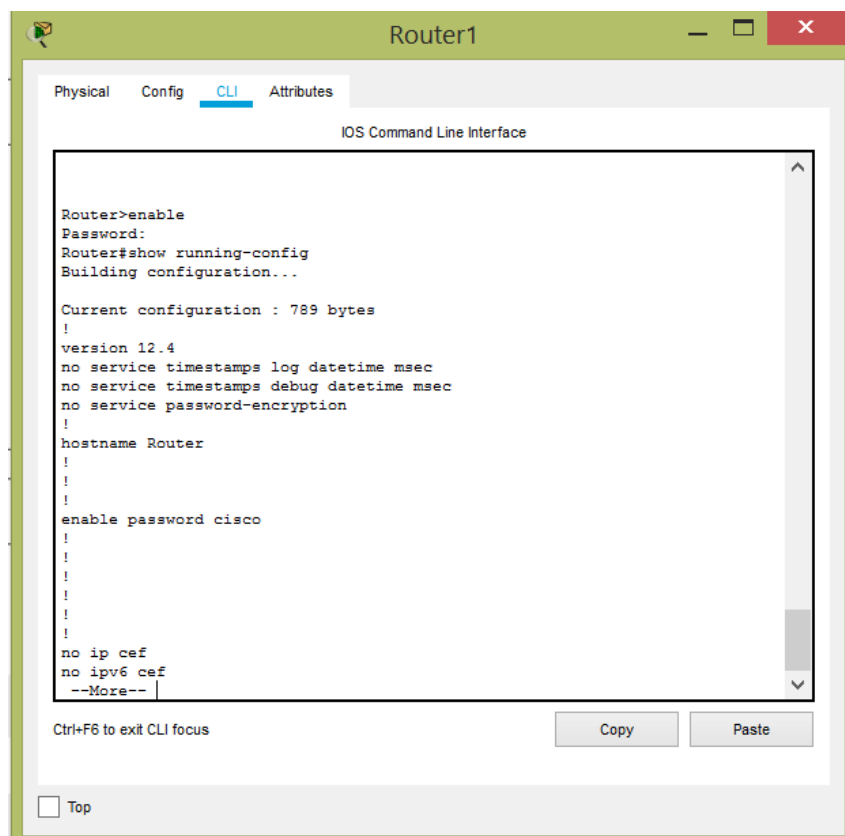 Router1
Physical Config CLI Attributes
IOS Command Line Interface
Router>enable
Password:
Router#show running-config
Building configuration...
Current configuration : 789 bytes
!
version 12.4
no service timestamps log datetime msec
no service timestamps debug datetime msec
no service password-encryption
!
hostname Router
!
!
!
enable password cisco
!
!
!
!
!
!
no ip cef
no ipv6 cef
--More--
Ctrl+F6 to exit CLI focus
Copy Paste
Top